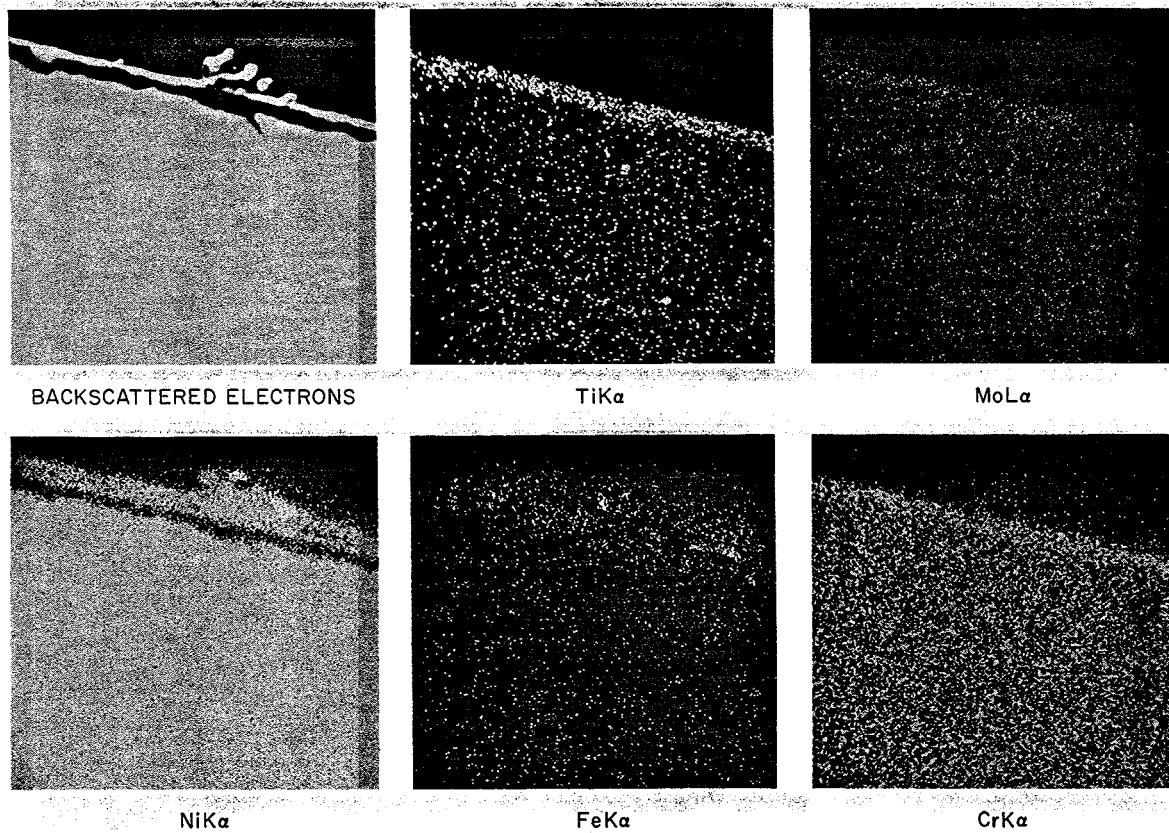 BACKSCATTERED ELECTRONS
TiKα
MoLα
NiKα
FeKα
CrKα